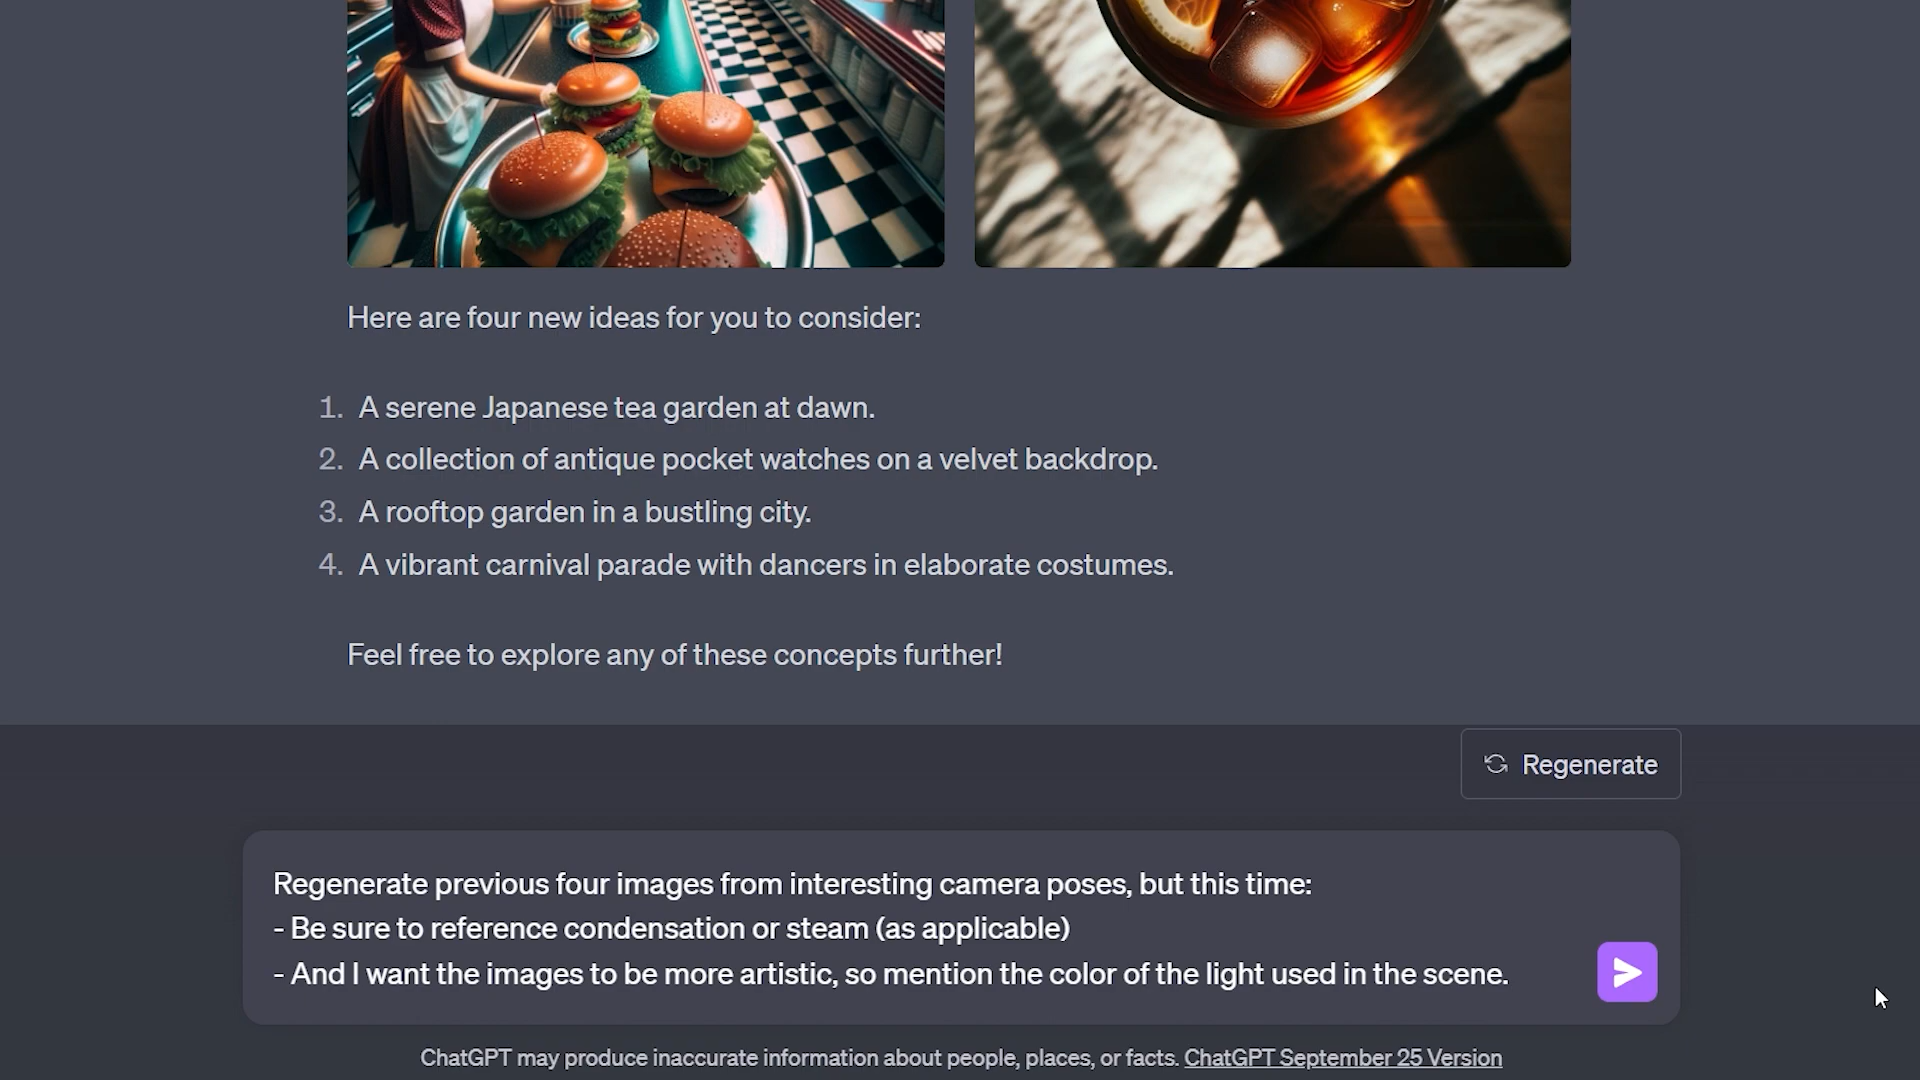 Here are four new ideas for you to consider:
1. A serene Japanese tea garden at dawn.
2. A collection of antique pocket watches on a velvet backdrop.
3. A rooftop garden in a bustling city.
4. A vibrant carnival parade with dancers in elaborate costumes.
Feel free to explore any of these concepts further!
Regenerate
Regenerate previous four images from interesting camera poses, but this time:
- Be sure to reference condensation or steam (as applicable)
- And I want the images to be more artistic, so mention the color of the light used in the scene.
ChatGPT may produce inaccurate information about people, places, or facts. ChatGPT September 25 Version